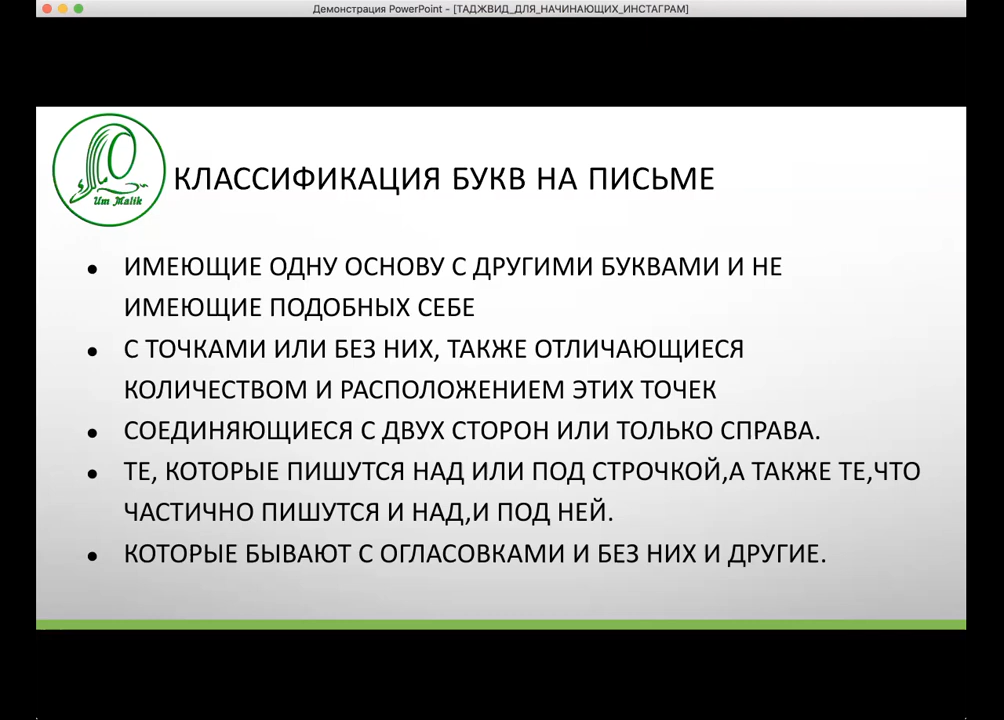 Демонстрация PowerPoint - [ТАДЖВИД_ДЛЯ_НАЧИНАЮЩИХ_ИНСТАГРАМ]
Um Malik
КЛАССИФИКАЦИЯ БУКВ НА ПИСЬМЕ
• ИМЕЮЩИЕ ОДНУ ОСНОВУ С ДРУГИМИ БУКВАМИ И НЕ
ИМЕЮЩИЕ ПОДОБНЫХ СЕБЕ
• С ТОЧКАМИ ИЛИ БЕЗ НИХ, ТАКЖЕ ОТЛИЧАЮЩИЕСЯ
КОЛИЧЕСТВОМ И РАСПОЛОЖЕНИЕМ ЭТИХ ТОЧЕК
• СОЕДИНЯЮЩИЕСЯ С ДВУХ СТОРОН ИЛИ ТОЛЬКО СПРАВА.
• ТЕ, КОТОРЫЕ ПИШУТСЯ НАД ИЛИ ПОД СТРОЧКОЙ,А ТАКЖЕ ТЕ,ЧТО
ЧАСТИЧНО ПИШУТСЯ И НАД,И ПОД НЕЙ.
• КОТОРЫЕ БЫВАЮТ С ОГЛАСОВКАМИ И БЕЗ НИХ И ДРУГИЕ.